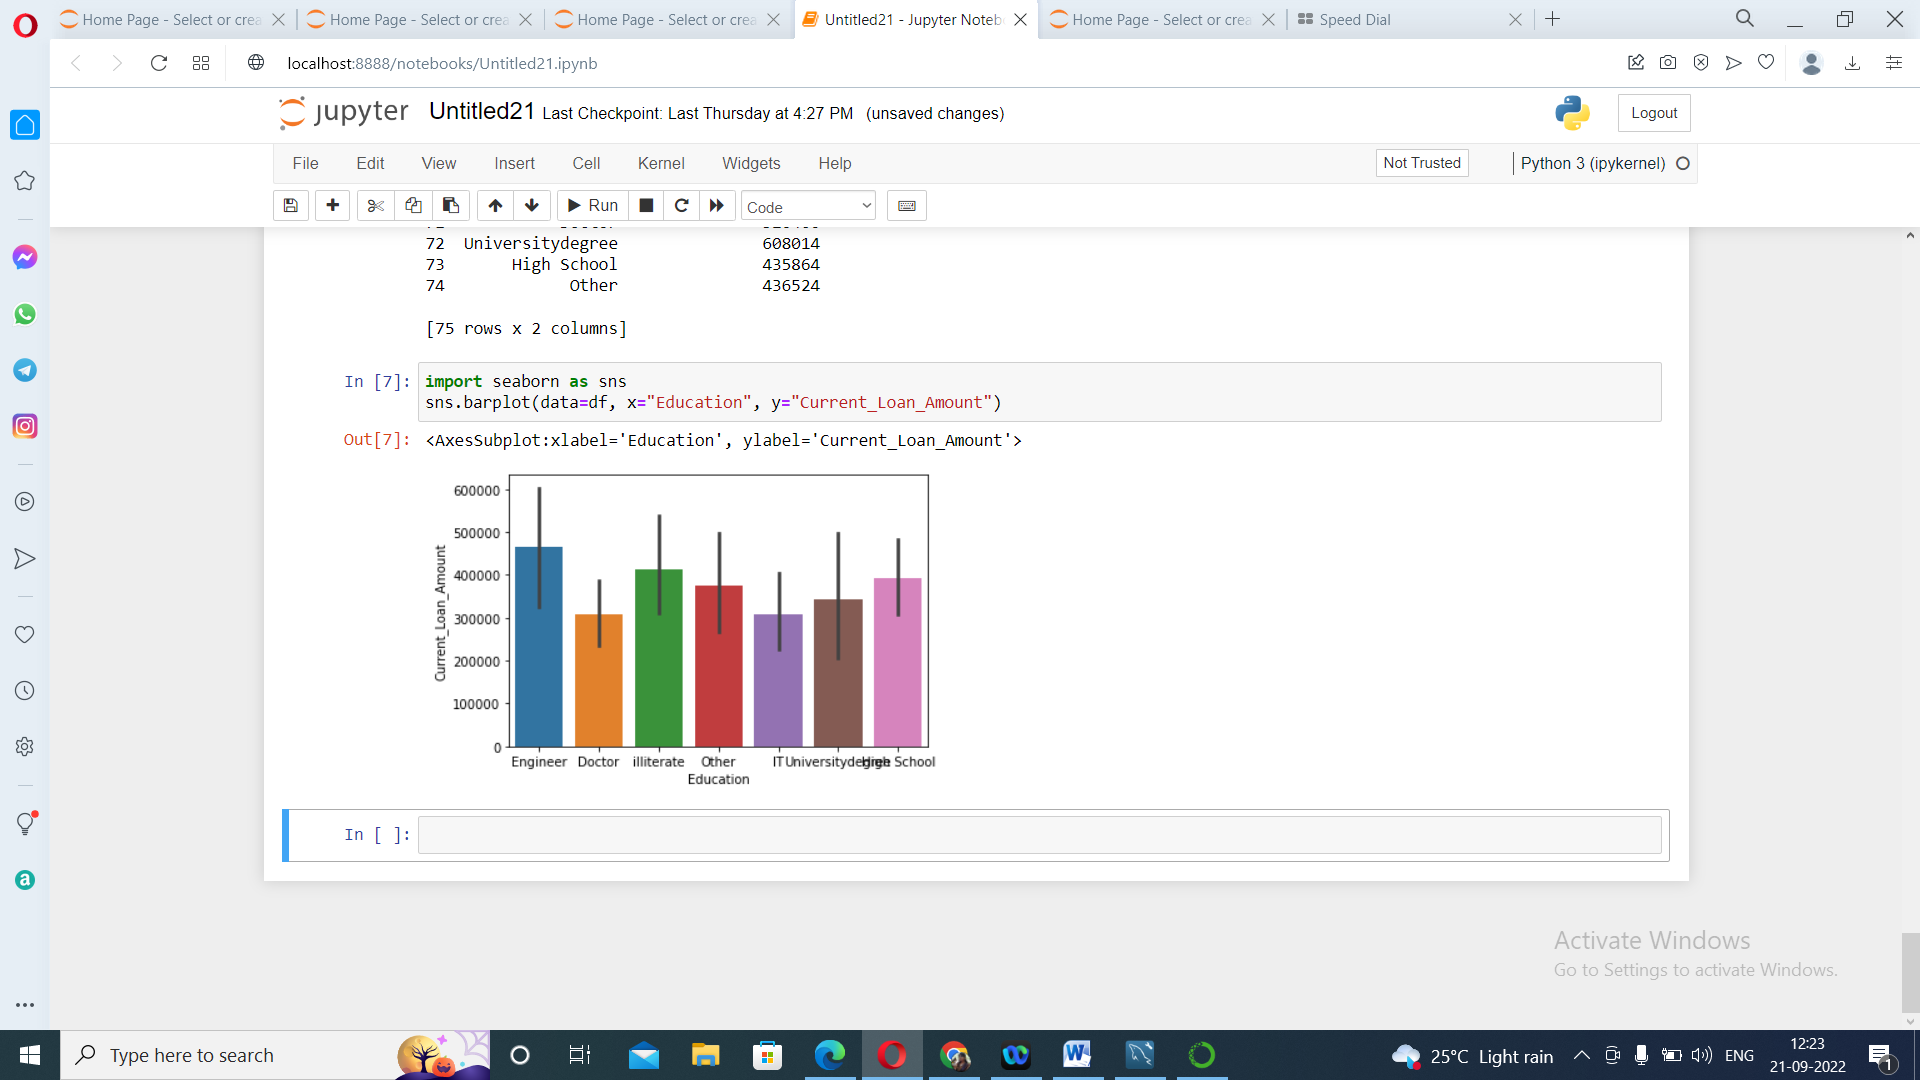 Home Page - Select or crea
Home Page - Select or crea
Home Page - Select or crea
Untitled21 - Jupyter Noteb
Home Page - Select or crea
Speed Dial
localhost:8888/notebooks/Untitled21.ipynb
jupyter Untitled21 Last Checkpoint: Last Thursday at 4:27 PM (unsaved changes)
Logout
File Edit View Insert Cell Kernel Widgets Help
Not Trusted
Python 3 (ipykernel)
Run
Code
72 Universitydegree 608014
73 High School 435864
74 Other 436524
[75 rows x 2 columns]
In [7]: import seaborn as sns
sns.barplot(data=df, x="Education", y="Current_Loan_Amount")
Out[7]: <AxesSubplot:xlabel='Education', ylabel='Current_Loan_Amount'>
600000
500000
400000
300000
200000
100000
0
Current_Loan_Amount
Engineer Doctor illiterate Other IT Universitydegree High School
Education
In [ ]:
Activate Windows
Go to Settings to activate Windows.
Type here to search
25°C Light rain
ENG
12:23
21-09-2022
1